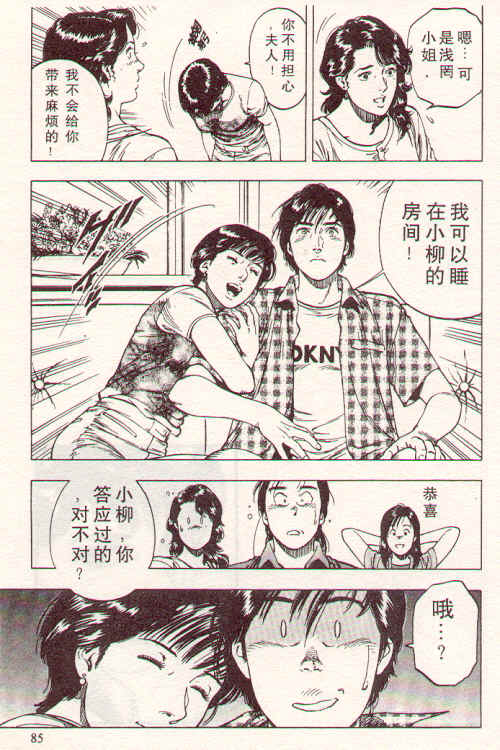 嗯…可
是浅罔
小姐．
你不用担心
,夫人！
我不会给你
带来麻烦的！
我可以睡
在小柳的
房间！
DKNY
恭喜
小柳,你
答应过的
,对不对？
哦…？
85